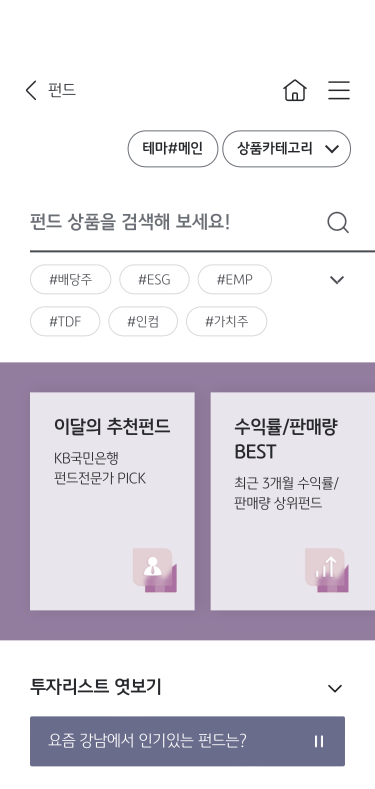 펀드
테마#메인
상품카테고리
펀드 상품을 검색해 보세요!
#배당주
#ESG
#EMP
#TDF
#인컴
#가치주
이달의 추천펀드
KB국민은행
펀드전문가 PICK
수익률/판매량
BEST
최근 3개월 수익률/
판매량 상위펀드
투자리스트 엿보기
요즘 강남에서 인기있는 펀드는?